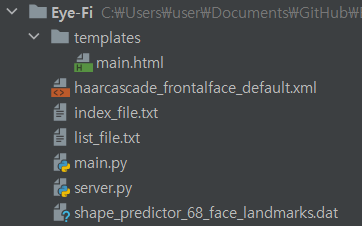 Eye-Fi C:₩Users₩user₩Documents₩GitHub₩
templates
main.html
haarcascade_frontalface_default.xml
index_file.txt
list_file.txt
main.py
server.py
shape_predictor_68_face_landmarks.dat